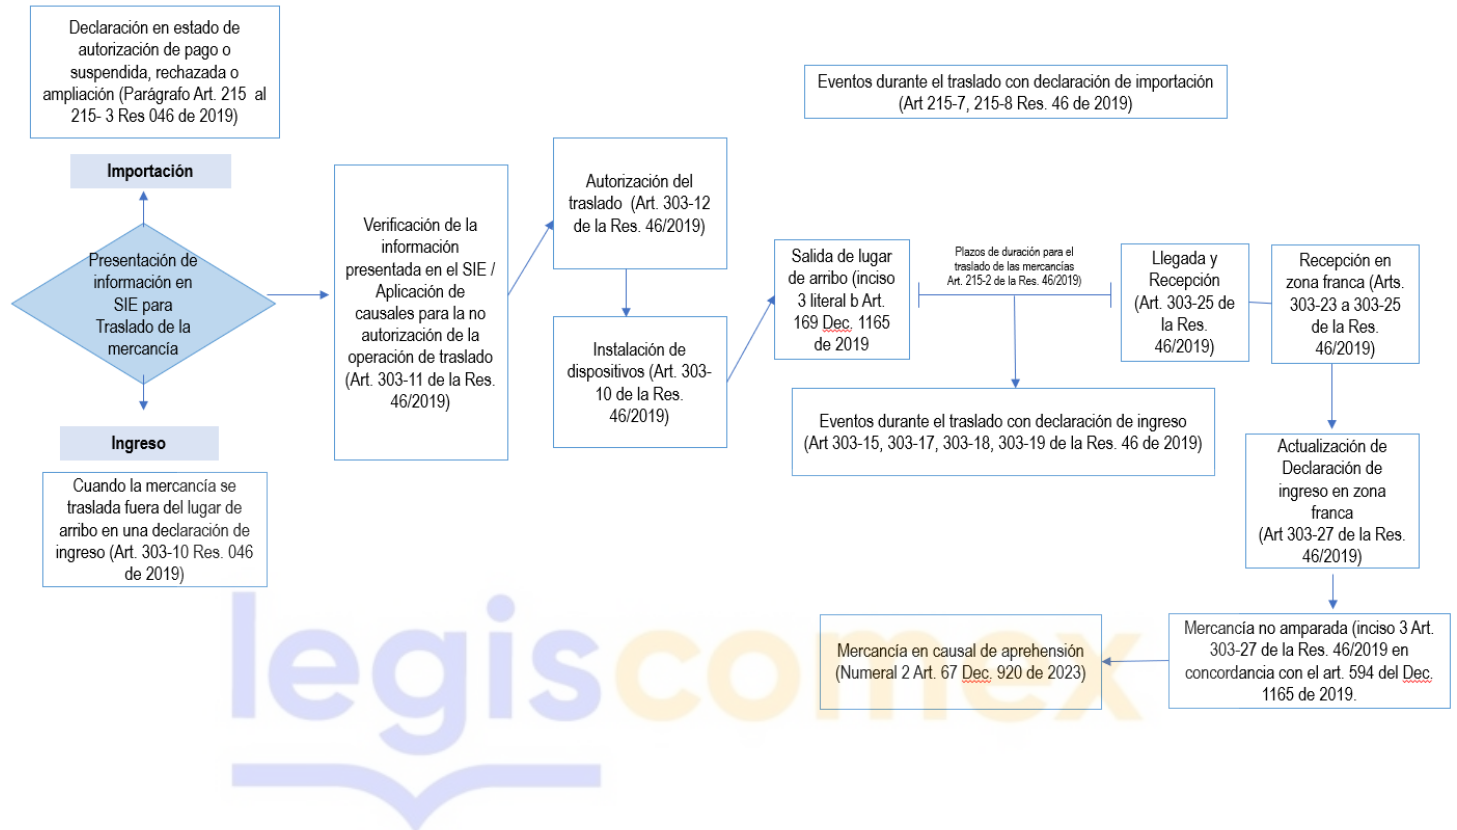 Declaración en estado de
autorización de pago o
suspendida, rechazada o
ampliación (Parágrafo Art. 215 al
215- 3 Res 046 de 2019)
Importación
Presentación de
información en
SIE para
Traslado de la
mercancía
Ingreso
Cuando la mercancía se
traslada fuera del lugar de
arribo en una declaración de
ingreso (Art. 303-10 Res. 046
de 2019)
Verificación de la
información
presentada en el SIE /
Aplicación de
causales para la no
autorización de la
operación de traslado
(Art. 303-11 de la Res.
46/2019)
Autorización del
traslado (Art. 303-12
de la Res. 46/2019)
Instalación de
dispositivos (Art. 303-
10 de la Res.
46/2019)
Eventos durante el traslado con declaración de importación
(Art 215-7, 215-8 Res. 46 de 2019)
Salida de lugar
de arribo (inciso
3 literal b Art.
169 Dec. 1165
de 2019
Plazos de duración para el
traslado de las mercancías
Art. 215-2 de la Res. 46/2019)
Eventos durante el traslado con declaración de ingreso
(Art 303-15, 303-17, 303-18, 303-19 de la Res. 46 de 2019)
Llegada y
Recepción
(Art. 303-25 de
la Res.
46/2019)
Recepción en
zona franca (Arts.
303-23 a 303-25
de la Res.
46/2019)
Actualización de
Declaración de
ingreso en zona
franca
(Art 303-27 de la Res.
46/2019)
Mercancía no amparada (inciso 3 Art.
303-27 de la Res. 46/2019 en
concordancia con el art. 594 del Dec.
1165 de 2019.
Mercancía en causal de aprehensión
(Numeral 2 Art. 67 Dec. 920 de 2023)
legiscomex